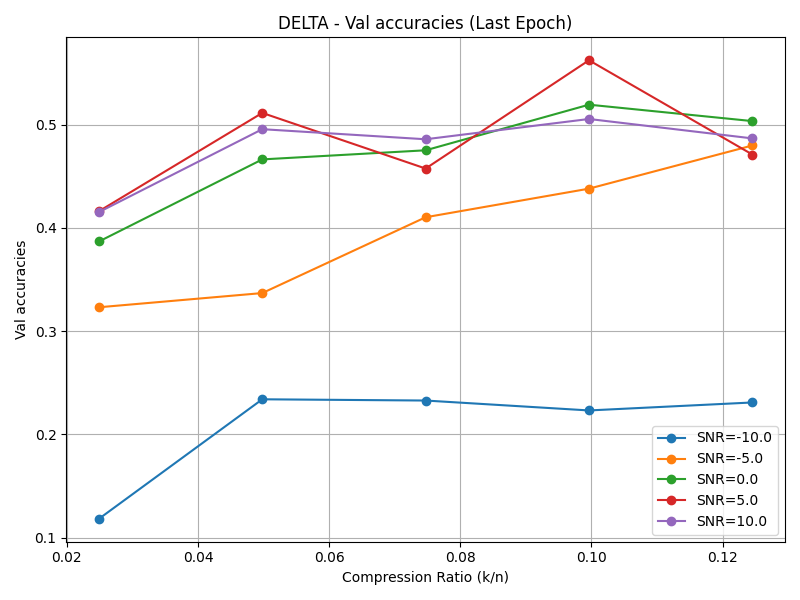 DELTA - Val accuracies (Last Epoch)
Val accuracies
0.5
0.4
0.3
0.2
0.1
0.02 0.04 0.06 0.08 0.10 0.12
Compression Ratio (k/n)
SNR=-10.0
SNR=-5.0
SNR=0.0
SNR=5.0
SNR=10.0